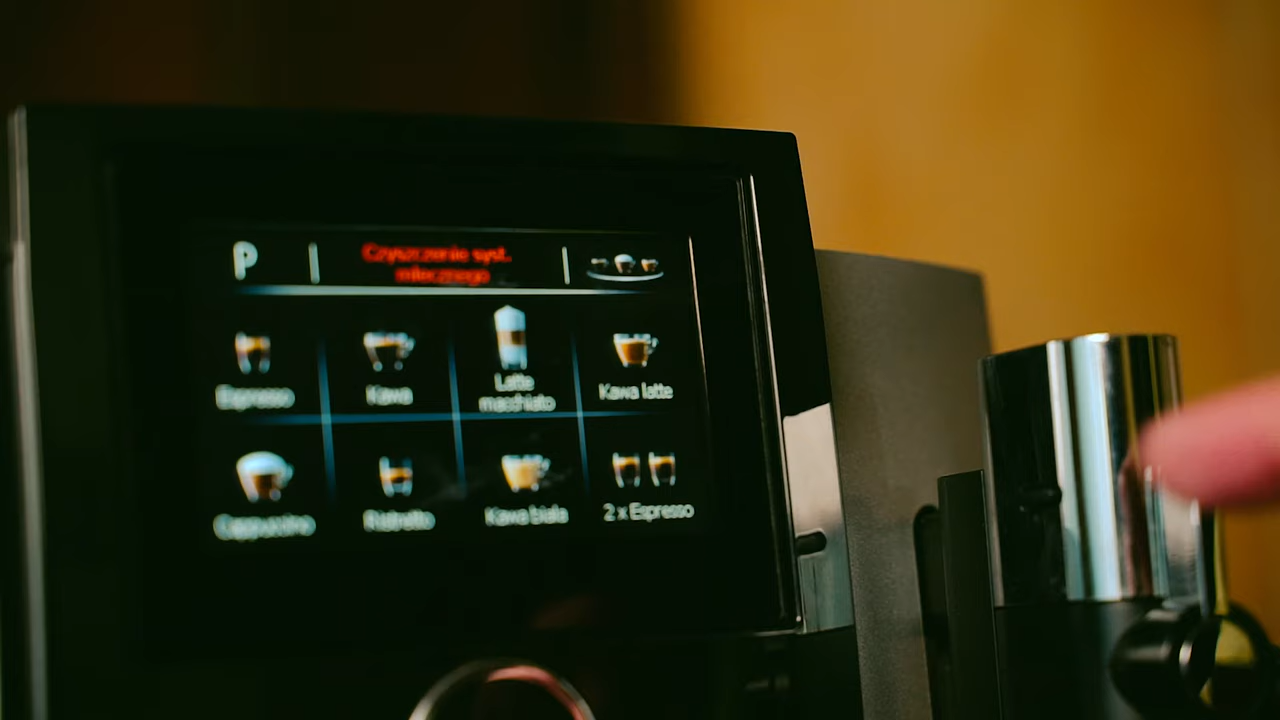 P
Czyszczenie syst.
mlecznego
Espresso
Kawa
Latte
macchiato
Kawa latte
Cappuccino
Ristretto
Kawa biała
2 x Espresso